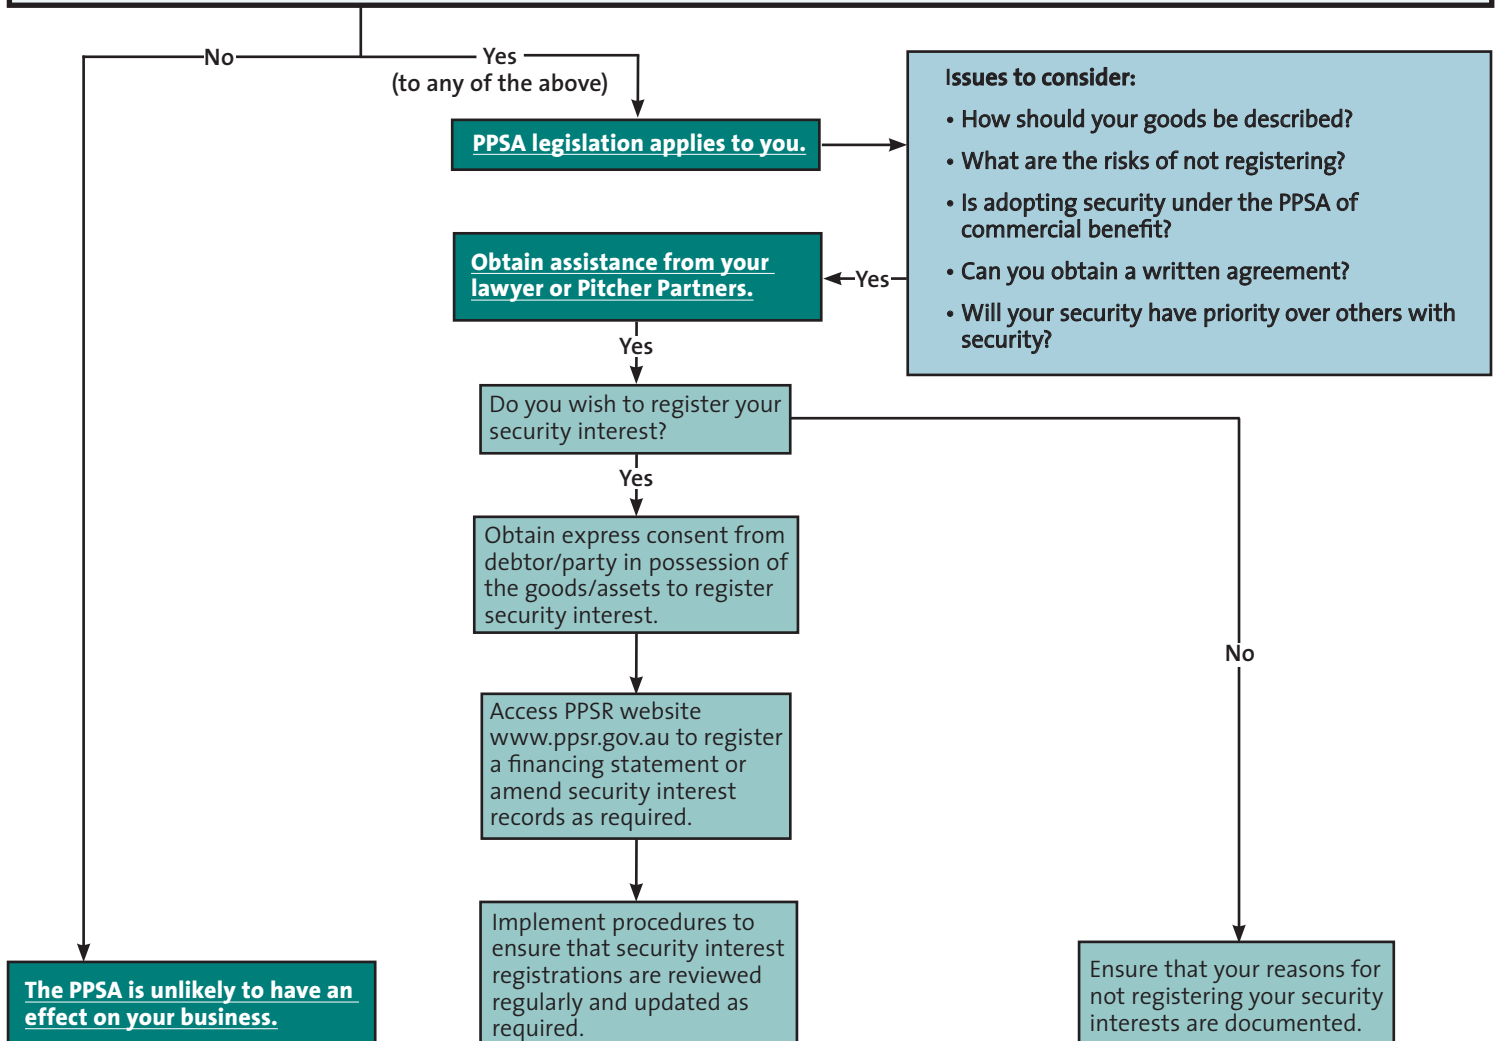 No
Yes
(to any of the above)
PPSA legislation applies to you.
Issues to consider:
• How should your goods be described?
• What are the risks of not registering?
• Is adopting security under the PPSA of
commercial benefit?
• Can you obtain a written agreement?
• Will your security have priority over others with
security?
Yes
Obtain assistance from your
lawyer or Pitcher Partners.
Yes
Do you wish to register your
security interest?
Yes
Obtain express consent from
debtor/party in possession of
the goods/assets to register
security interest.
No
Access PPSR website
www.ppsr.gov.au to register
a financing statement or
amend security interest
records as required.
Implement procedures to
ensure that security interest
registrations are reviewed
regularly and updated as
required.
The PPSA is unlikely to have an
effect on your business.
Ensure that your reasons for
not registering your security
interests are documented.